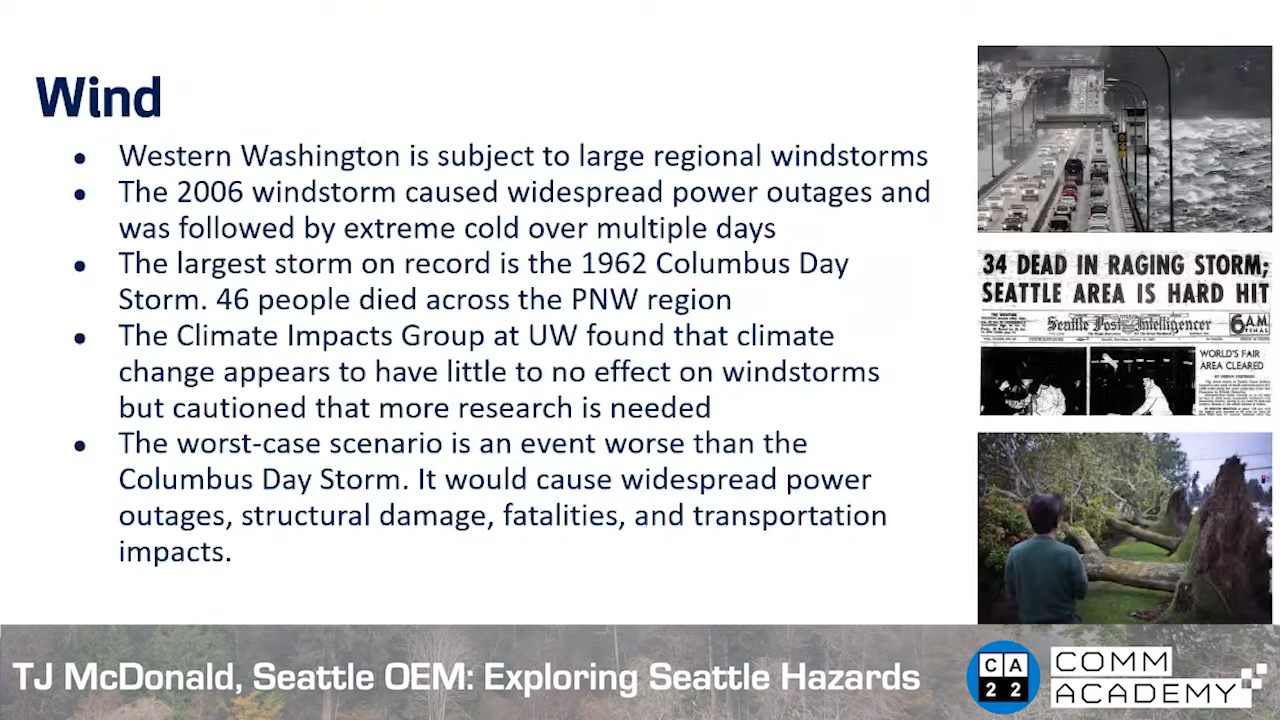 Wind
• Western Washington is subject to large regional windstorms
• The 2006 windstorm caused widespread power outages and
was followed by extreme cold over multiple days
• The largest storm on record is the 1962 Columbus Day
Storm. 46 people died across the PNW region
• The Climate Impacts Group at UW found that climate
change appears to have little to no effect on windstorms
but cautioned that more research is needed
• The worst-case scenario is an event worse than the
Columbus Day Storm. It would cause widespread power
outages, structural damage, fatalities, and transportation
impacts.
34 DEAD IN RAGING STORM;
SEATTLE AREA IS HARD HIT
Seattle Post-Intelligencer
6AM
FINAL
WORLD'S FAIR
AREA CLEARED
TJ McDonald, Seattle OEM: Exploring Seattle Hazards
CA
22
COMM
ACADEMY